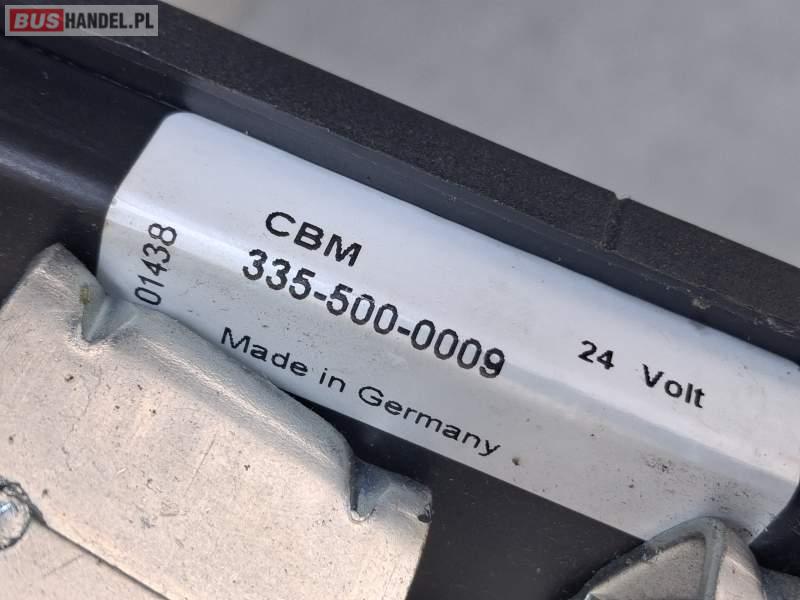 BUSHANDEL.PL
CBM
01438
335-500-0009
24 Volt
Made in Germany